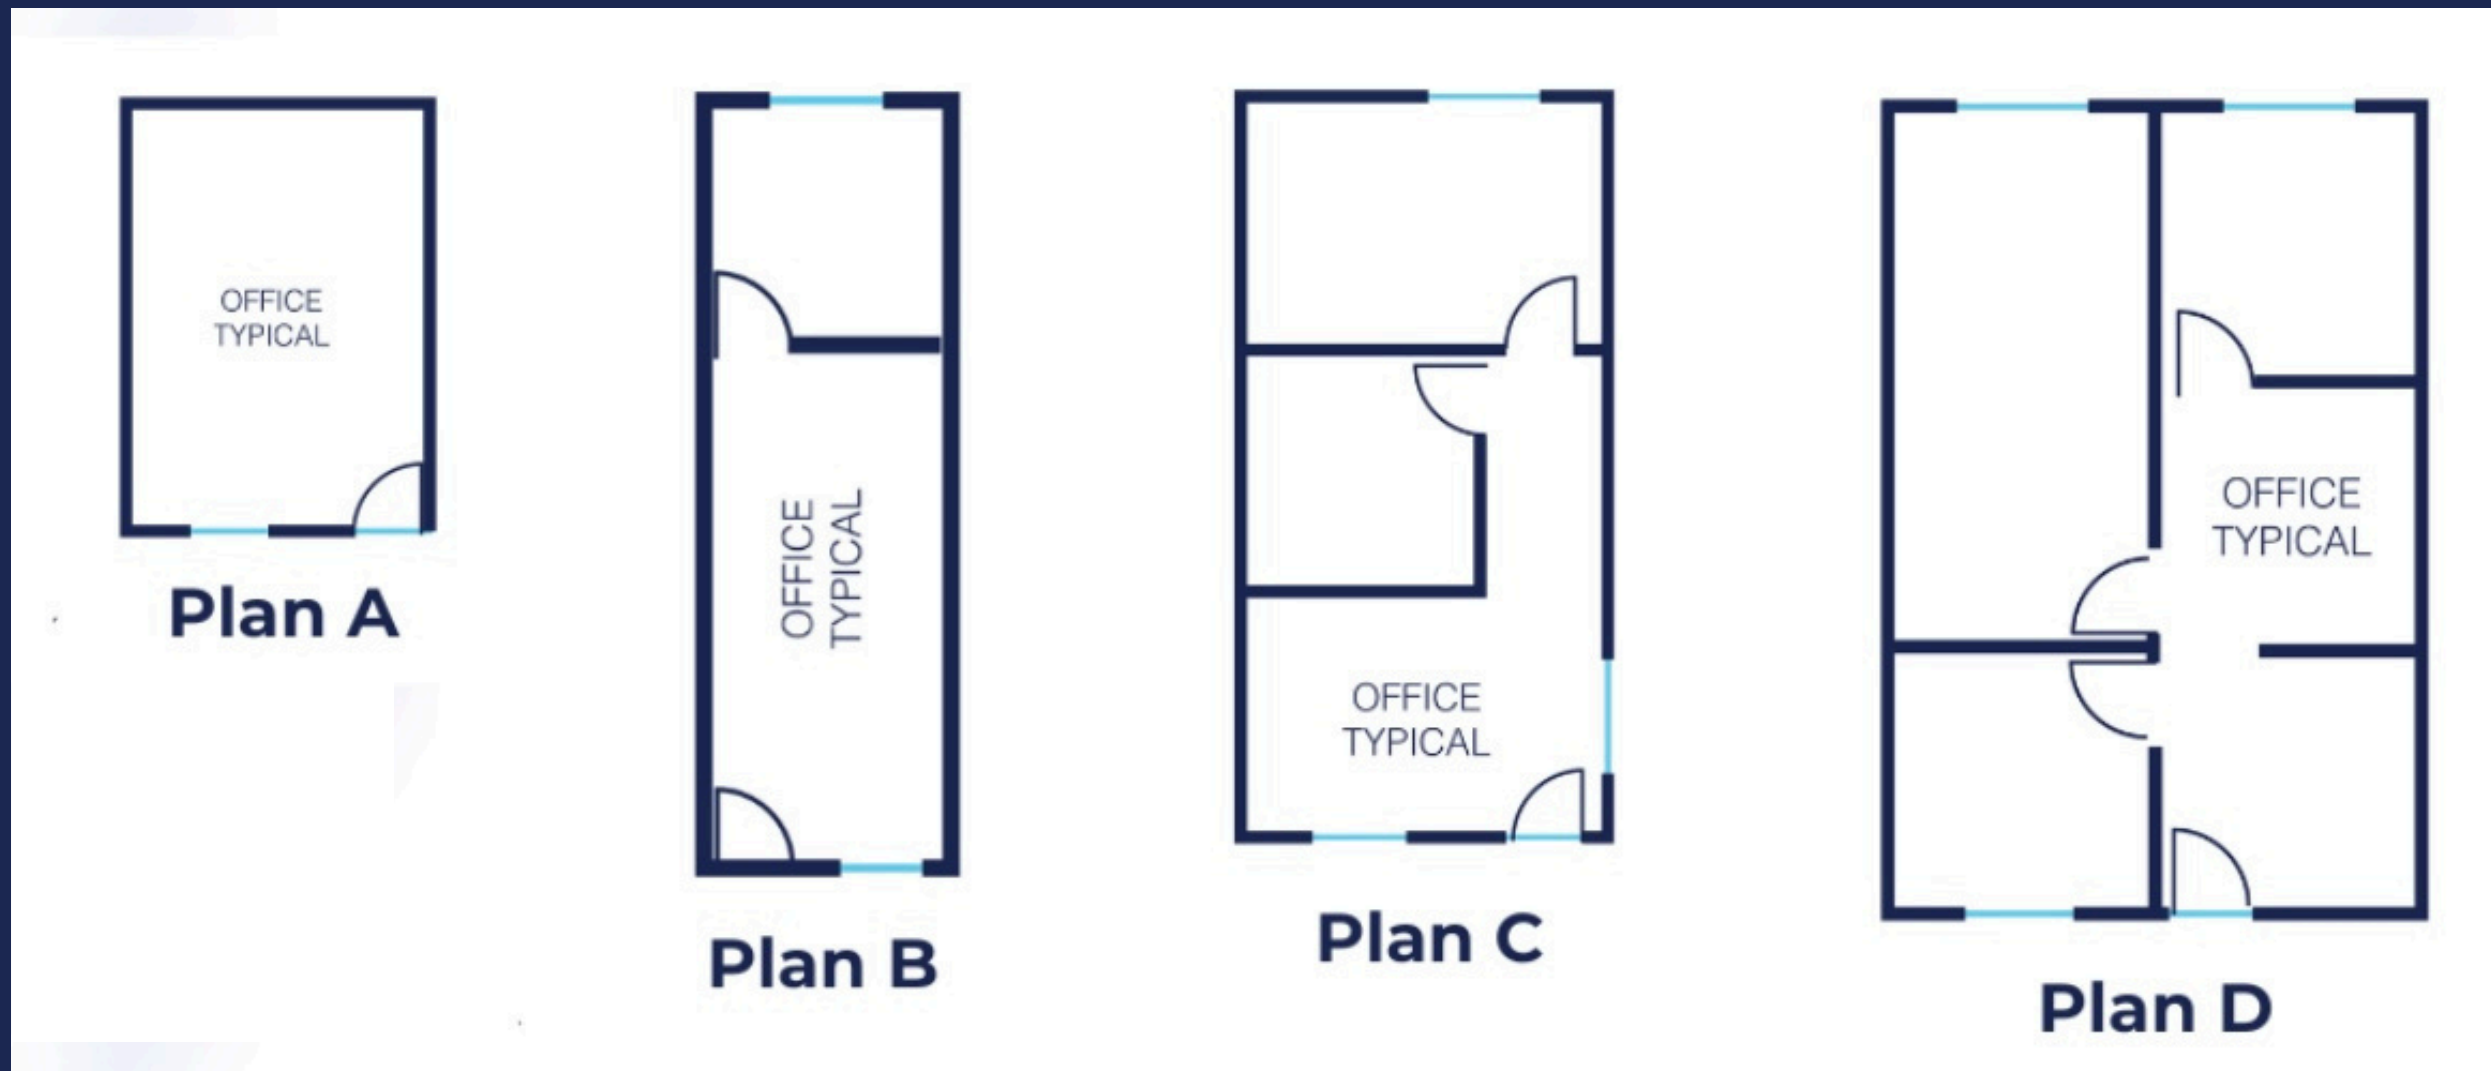 OFFICE
TYPICAL
Plan A
OFFICE
TYPICAL
Plan B
OFFICE
TYPICAL
Plan C
OFFICE
TYPICAL
Plan D